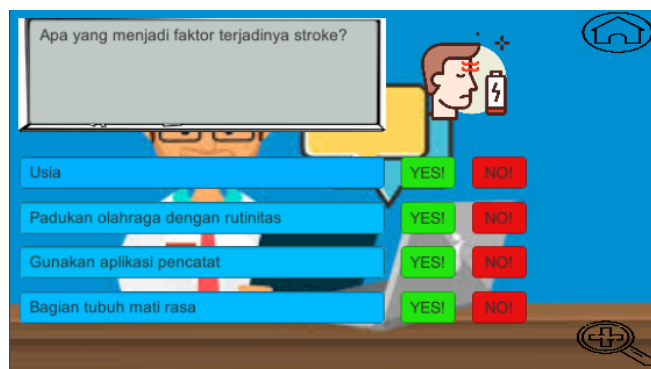 Apa yang menjadi faktor terjadinya stroke?
Usia YES! NO!
Padukan olahraga dengan rutinitas YES! NO!
Gunakan aplikasi pencatat YES! NO!
Bagian tubuh mati rasa YES! NO!